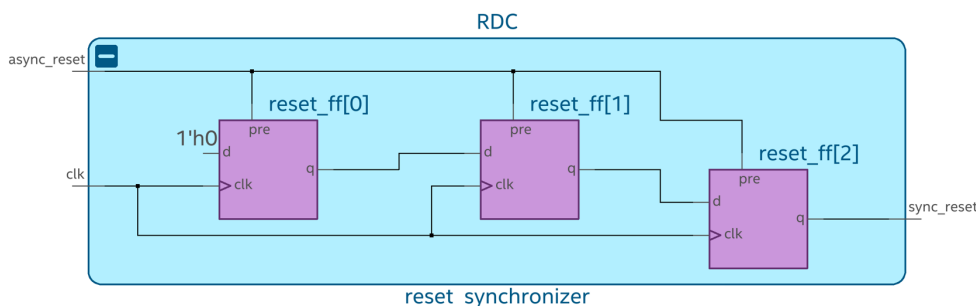 RDC
async_reset
reset_ff[0]
reset_ff[1]
pre
pre
1'h0
d
d
reset_ff[2]
q
q
pre
clk
clk
clk
d
q
sync_reset
clk
reset_synchronizer